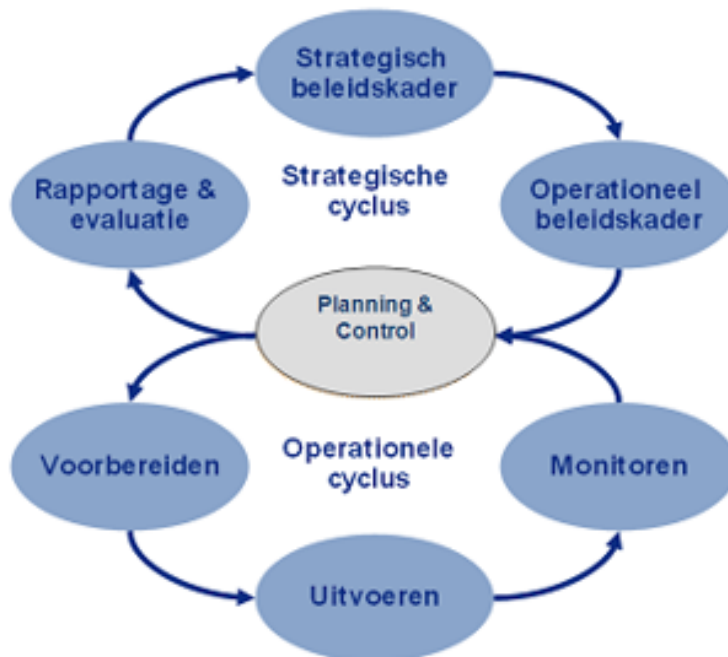 Strategisch
beleidskader
Rapportage &
evaluatie
Strategische
cyclus
Operationeel
beleidskader
Planning &
Control
Voorbereiden
Operationele
cyclus
Monitoren
Uitvoeren